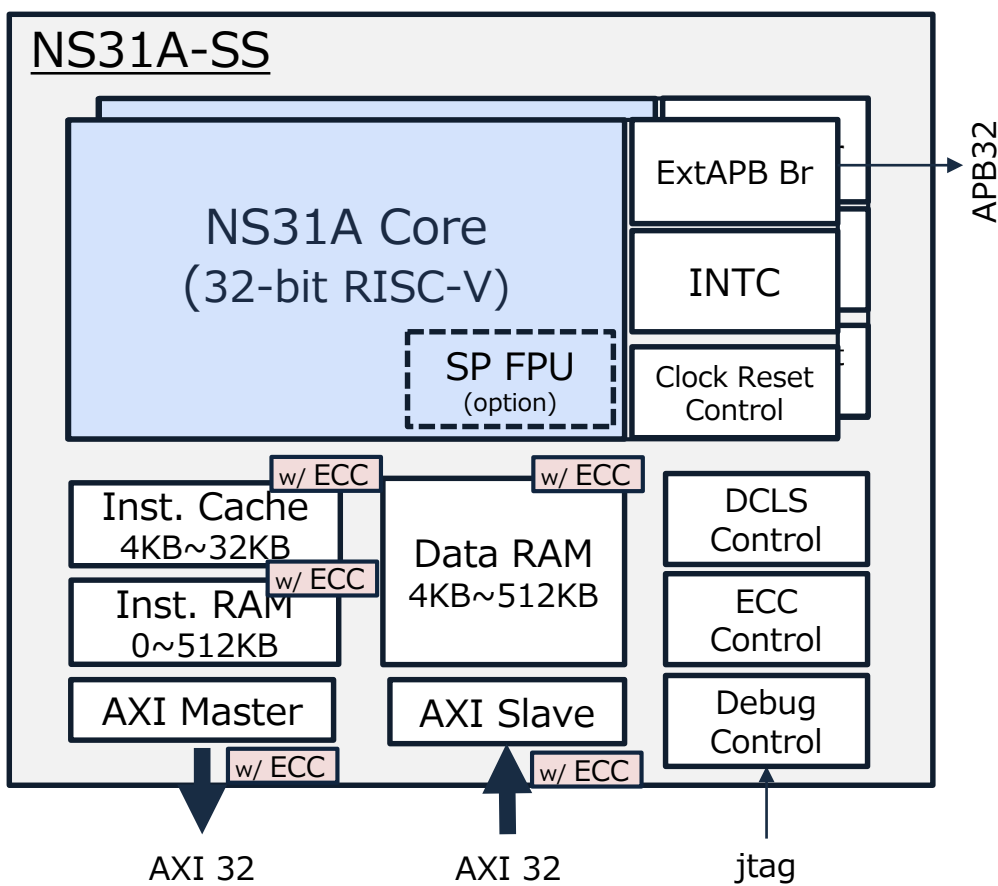 NS31A-SS
NS31A Core
(32-bit RISC-V)
SP FPU
(option)
ExtAPB Br
INTC
Clock Reset
Control
APB32
w/ ECC
Inst. Cache
4KB~32KB
w/ ECC
Inst. RAM
0~512KB
w/ ECC
Data RAM
4KB~512KB
DCLS
Control
ECC
Control
Debug
Control
AXI Master
w/ ECC
AXI Slave
w/ ECC
AXI 32
AXI 32
jtag